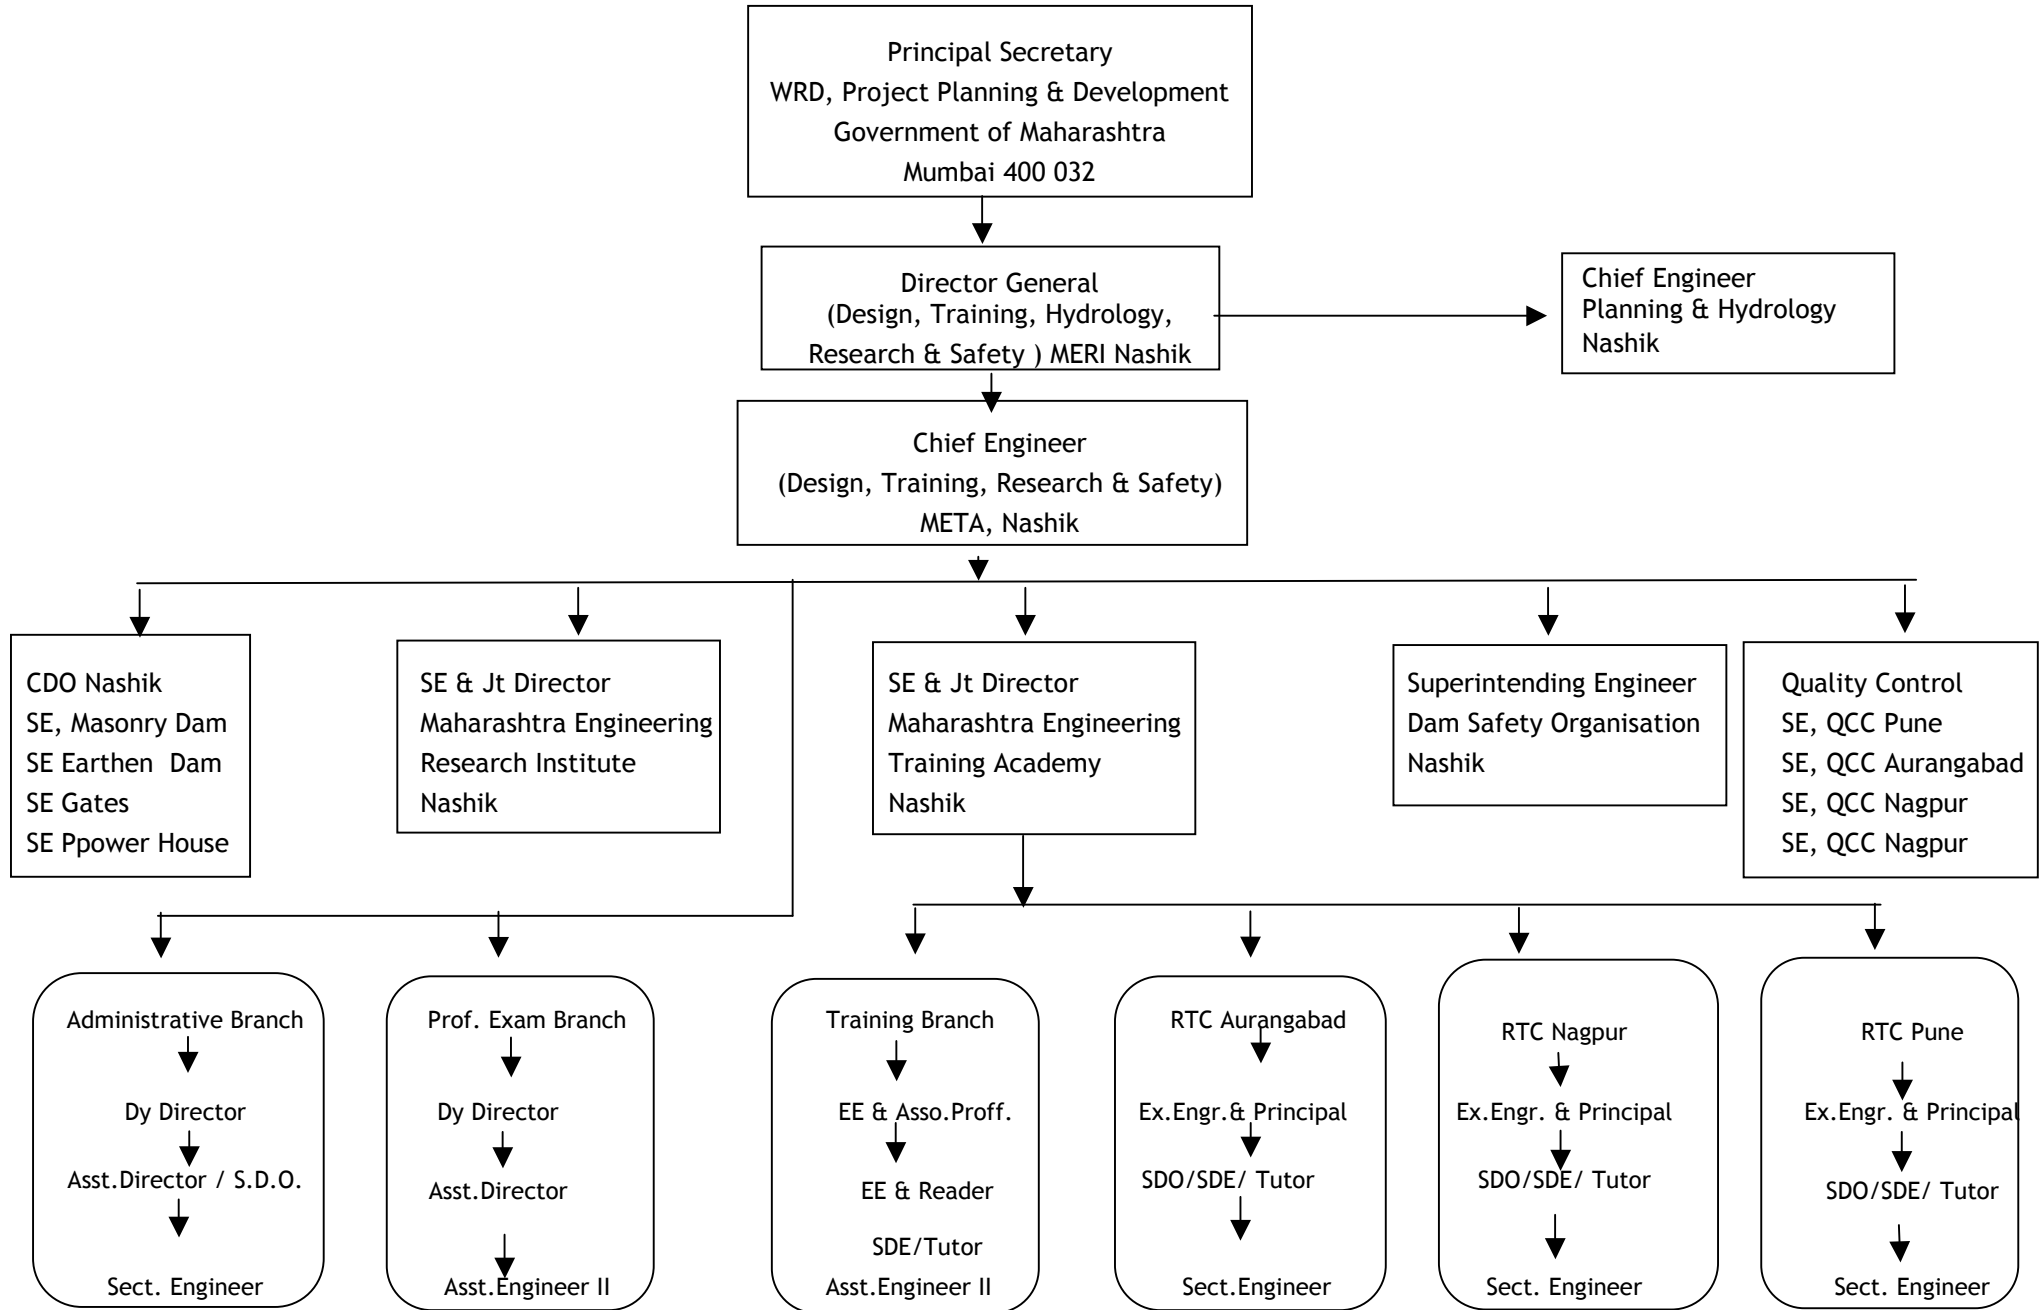 Principal Secretary
WRD, Project Planning & Development
Government of Maharashtra
Mumbai 400 032
Director General
(Design, Training, Hydrology,
Research & Safety ) MERI Nashik
Chief Engineer
Planning & Hydrology
Nashik
Chief Engineer
(Design, Training, Research & Safety)
META, Nashik
CDO Nashik
SE, Masonry Dam
SE Earthen Dam
SE Gates
SE Ppower House
SE & Jt Director
Maharashtra Engineering
Research Institute
Nashik
SE & Jt Director
Maharashtra Engineering
Training Academy
Nashik
Superintending Engineer
Dam Safety Organisation
Nashik
Quality Control
SE, QCC Pune
SE, QCC Aurangabad
SE, QCC Nagpur
SE, QCC Nagpur
Administrative Branch
Dy Director
Asst.Director / S.D.O.
Sect. Engineer
Prof. Exam Branch
Dy Director
Asst.Director
Asst.Engineer II
Training Branch
EE & Asso.Proff.
EE & Reader
SDE/Tutor
Asst.Engineer II
RTC Aurangabad
Ex.Engr.& Principal
SDO/SDE/ Tutor
Sect.Engineer
RTC Nagpur
Ex.Engr. & Principal
SDO/SDE/ Tutor
Sect. Engineer
RTC Pune
Ex.Engr. & Principal
SDO/SDE/ Tutor
Sect. Engineer